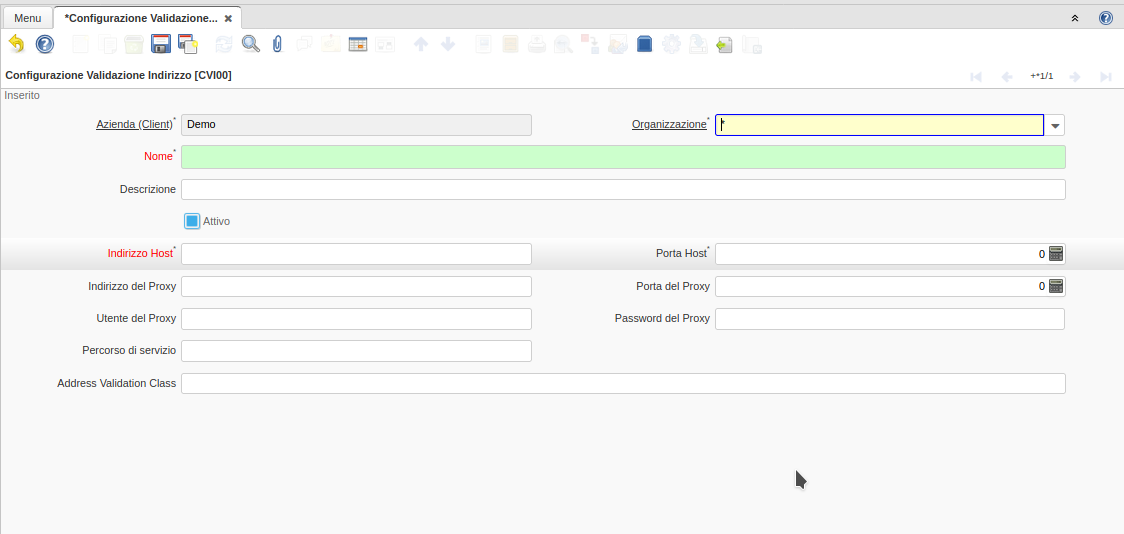 Menu
*Configurazione Validazione...
Configurazione Validazione Indirizzo [CVI00]
+*1/1
Inserito
Azienda (Client)* Demo
Organizzazione* *
Nome*
Descrizione
Attivo
Indirizzo Host*
Porta Host* 0
Indirizzo del Proxy
Porta del Proxy 0
Utente del Proxy
Password del Proxy
Percorso di servizio
Address Validation Class